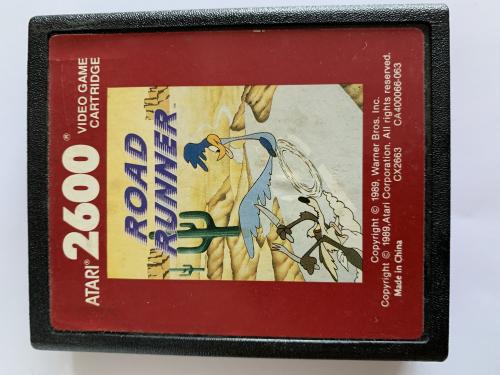 ATARI® 2600®
VIDEO GAME
CARTRIDGE
ROAD
RUNNER™
Copyright © 1989, Warner Bros. Inc.
Copyright © 1989,Atari Corporation. All rights reserved.
Made in China
CX2663
CA400066-063